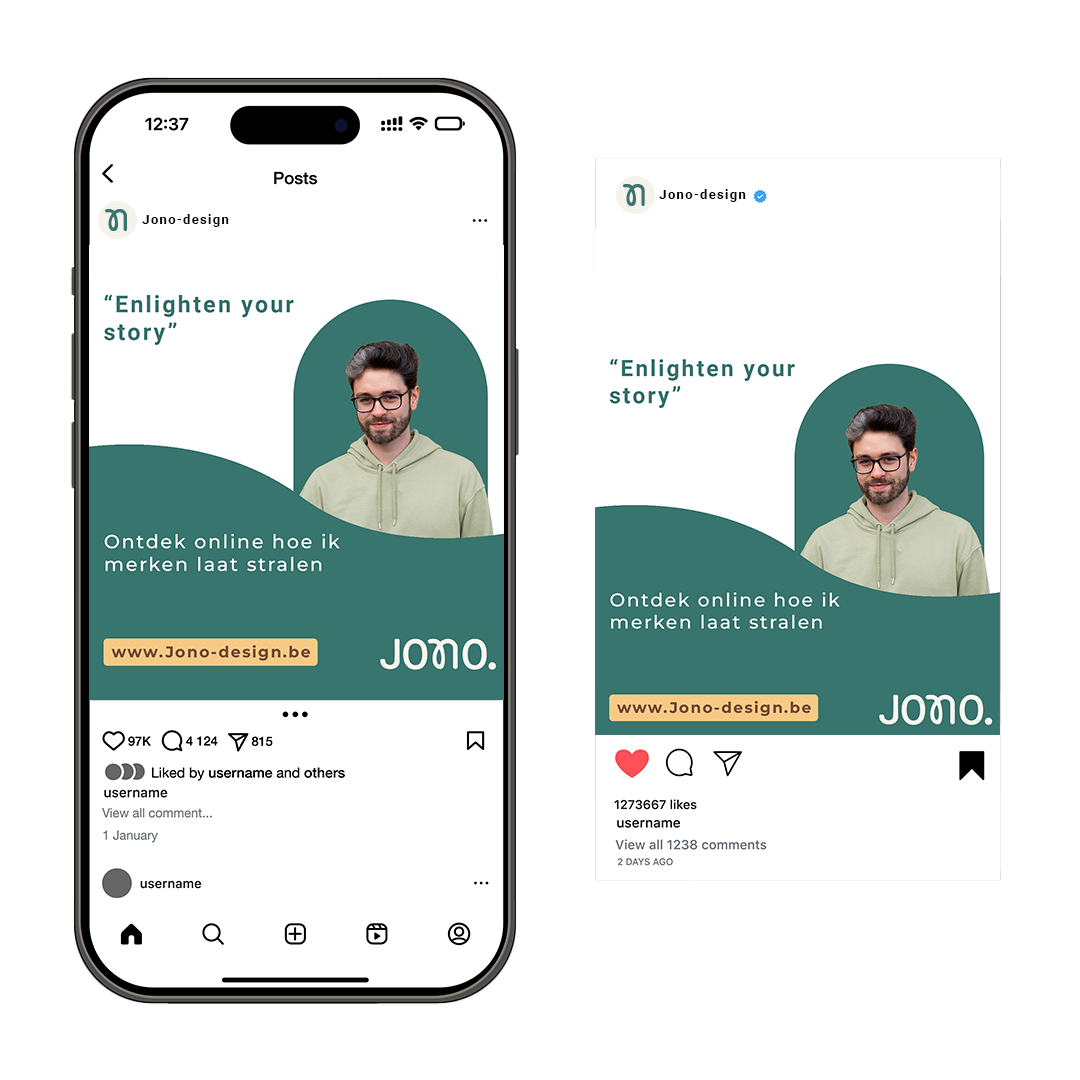 12:37
Posts
Jono-design
“Enlighten your
story”
Ontdek online hoe ik
merken laat stralen
www.Jono-design.be
JONO.
97K 4 124 815
Liked by username and others
username
View all comment...
1 January
username
Jono-design
“Enlighten your
story”
Ontdek online hoe ik
merken laat stralen
www.Jono-design.be
JONO.
1273667 likes
username
View all 1238 comments
2 DAYS AGO